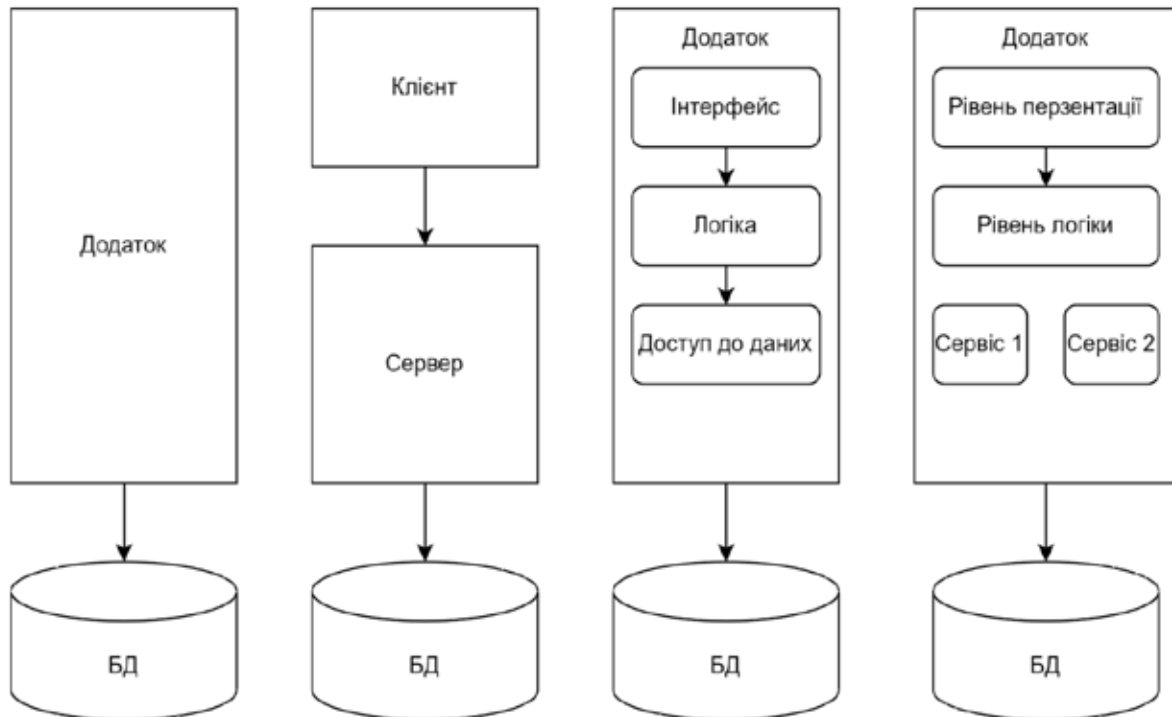 Додаток
БД
Клієнт
Сервер
БД
Додаток
Інтерфейс
Логіка
Доступ до даних
БД
Додаток
Рівень перзентації
Рівень логіки
Сервіс 1
Сервіс 2
БД